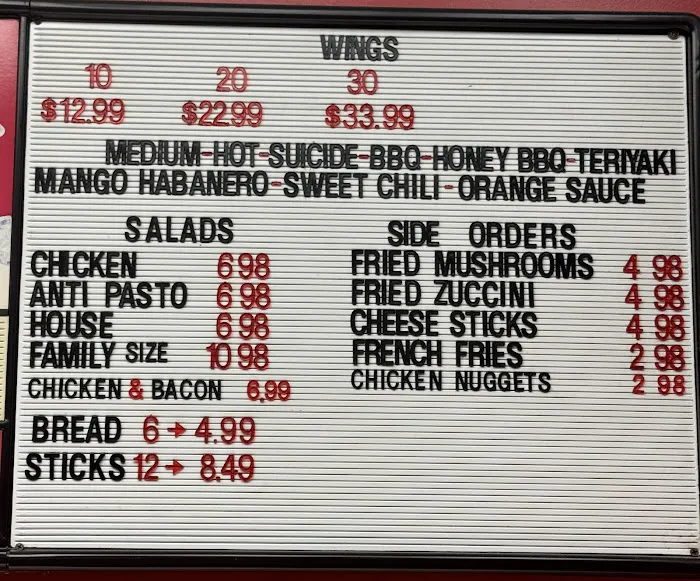 WINGS
10 20 30
$12.99 $22.99 $33.99
MEDIUM-HOT-SUICIDE-BBQ-HONEY BBQ-TERIYAKI
MANGO HABANERO-SWEET CHILI-ORANGE SAUCE
SALADS
CHICKEN 6 98
ANTI PASTO 6 98
HOUSE 6 98
FAMILY SIZE 10 98
CHICKEN & BACON 6.99
BREAD 6→ 4.99
STICKS 12→ 8.49
SIDE ORDERS
FRIED MUSHROOMS 4 98
FRIED ZUCCINI 4 98
CHEESE STICKS 4 98
FRENCH FRIES 2 98
CHICKEN NUGGETS 2 98